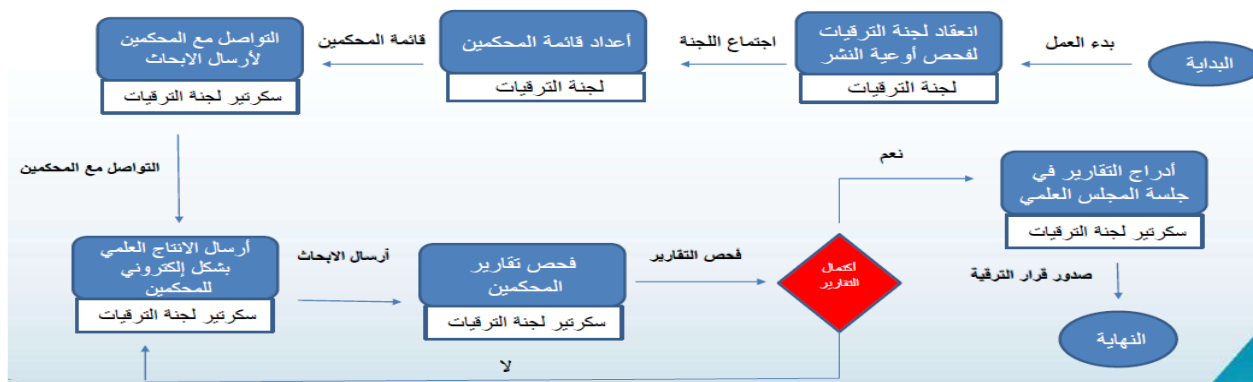 البداية
بدء العمل
انعقاد لجنة الترقيات
لفحص أوعية النشر
لجنة الترقيات
اجتماع اللجنة
أعداد قائمة المحكمين
لجنة الترقيات
قائمة المحكمين
التواصل مع المحكمين
لأرسال الابحاث
سكرتير لجنة الترقيات
التواصل مع المحكمين
أرسال الانتاج العلمي
بشكل إلكتروني
للمحكمين
سكرتير لجنة الترقيات
أرسال الابحاث
فحص تقارير
المحكمين
سكرتير لجنة الترقيات
فحص التقارير
اكتمال
التقارير
لا
نعم
أدراج التقارير في
جلسة المجلس العلمي
سكرتير لجنة الترقيات
صدور قرار الترقية
النهاية